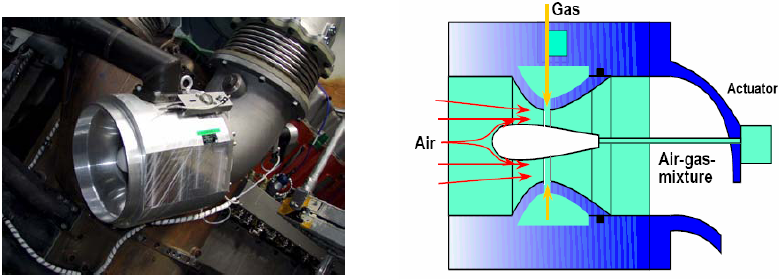 Gas
Actuator
Air
Air-gas-
mixture